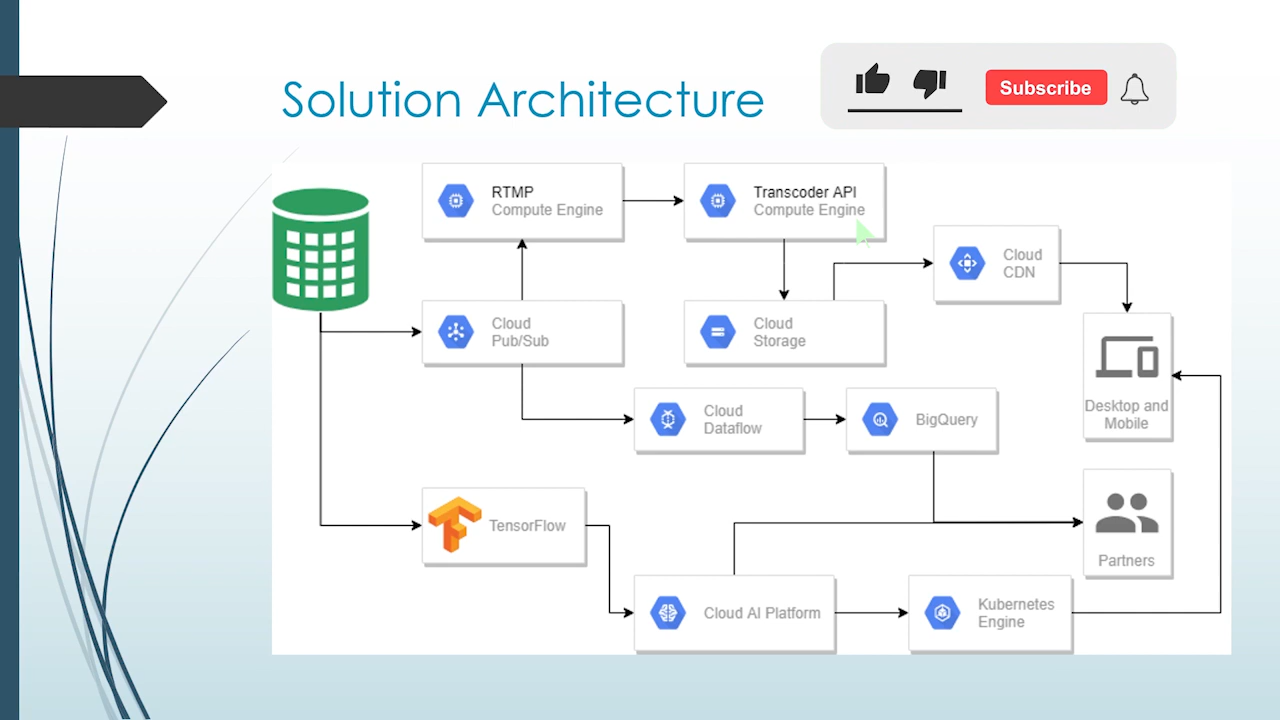 Solution Architecture
Subscribe
RTMP
Compute Engine
Transcoder API
Compute Engine
Cloud
CDN
Cloud
Pub/Sub
Cloud
Storage
Desktop and
Mobile
Cloud
Dataflow
BigQuery
TensorFlow
Partners
Cloud AI Platform
Kubernetes
Engine